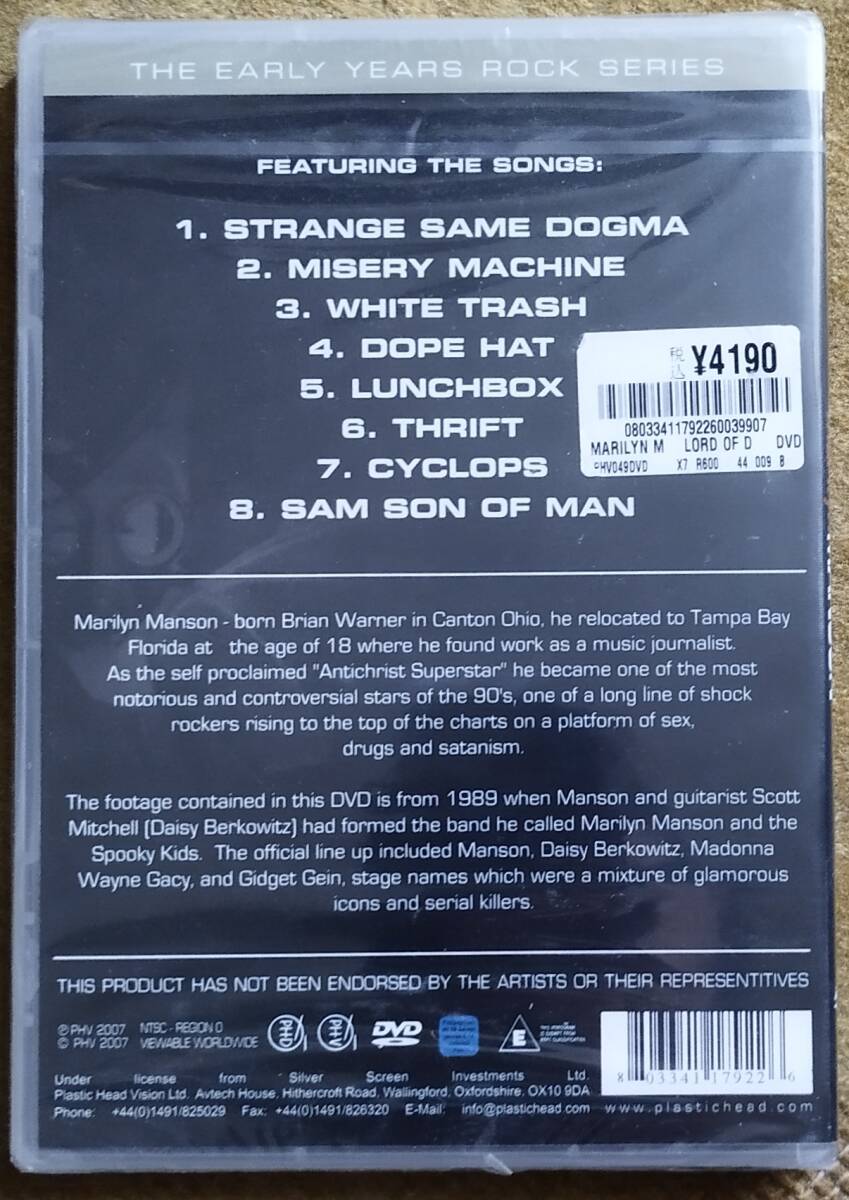 THE EARLY YEARS ROCK SERIES
FEATURING THE SONGS:
1. STRANGE SAME DOGMA
2. MISERY MACHINE
3. WHITE TRASH
4. DOPE HAT
5. LUNCHBOX
6. THRIFT
7. CYCLOPS
8. SAM SON OF MAN
税込 ¥4190
08033411792260039907
MARILYN M LORD OF D DVD
PHV049DVD X7 R600 44 009 8
Marilyn Manson - born Brian Warner in Canton Ohio, he relocated to Tampa Bay
Florida at the age of 18 where he found work as a music journalist.
As the self proclaimed "Antichrist Superstar" he became one of the most
notorious and controversial stars of the 90's, one of a long line of shock
rockers rising to the top of the charts on a platform of sex,
drugs and satanism.
The footage contained in this DVD is from 1989 when Manson and guitarist Scott
Mitchell (Daisy Berkowitz) had formed the band he called Marilyn Manson and the
Spooky Kids. The official line up included Manson, Daisy Berkowitz, Madonna
Wayne Gacy, and Gidget Gein, stage names which were a mixture of glamorous
icons and serial killers.
THIS PRODUCT HAS NOT BEEN ENDORSED BY THE ARTISTS OR THEIR REPRESENTITIVES
℗ PHV 2007 NTSC - REGION 0
© PHV 2007 VIEWABLE WORLDWIDE
DVD
E
8 03341 17922 6
Under license from Silver Screen Investments Ltd.
Plastic Head Vision Ltd. Avtech House, Hithercroft Road, Wallingford, Oxfordshire, OX10 9DA
Phone: +44(0)1491/825029 Fax: +44(0)1491/826320 E-Mail: info@plastichead.com www.plastichead.com